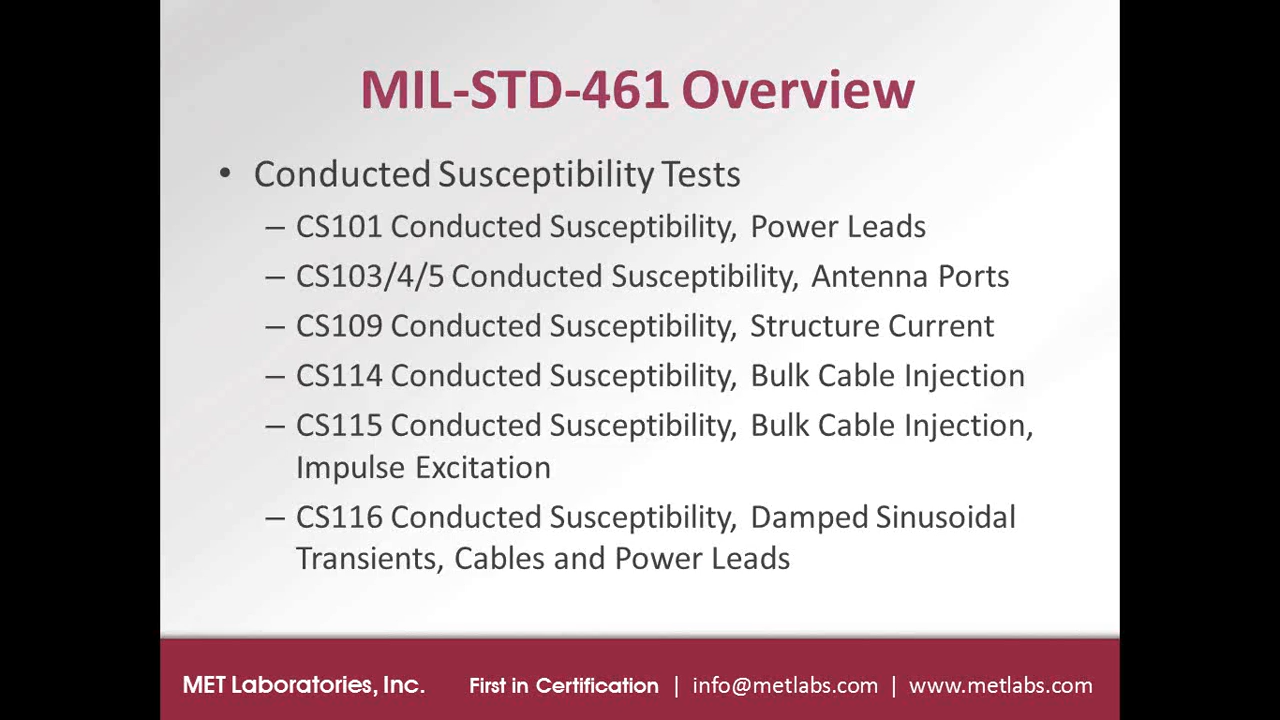 MIL-STD-461 Overview
• Conducted Susceptibility Tests
– CS101 Conducted Susceptibility, Power Leads
– CS103/4/5 Conducted Susceptibility, Antenna Ports
– CS109 Conducted Susceptibility, Structure Current
– CS114 Conducted Susceptibility, Bulk Cable Injection
– CS115 Conducted Susceptibility, Bulk Cable Injection,
Impulse Excitation
– CS116 Conducted Susceptibility, Damped Sinusoidal
Transients, Cables and Power Leads
MET Laboratories, Inc. First in Certification | info@metlabs.com | www.metlabs.com